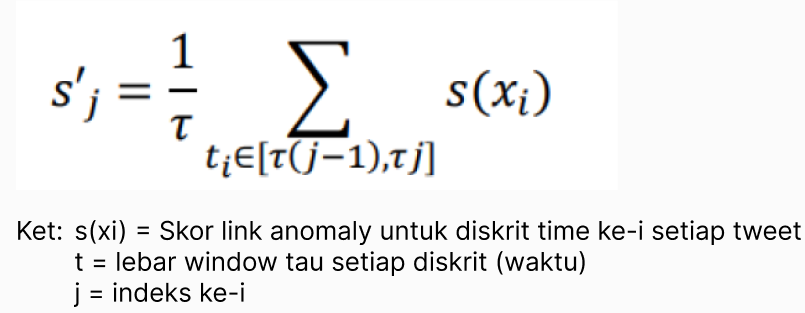 s'j = 1/τ ∑ti∈[τ(j−1),τj] s(xi)
Ket: s(xi) = Skor link anomaly untuk diskrit time ke-i setiap tweet
t = lebar window tau setiap diskrit (waktu)
j = indeks ke-i